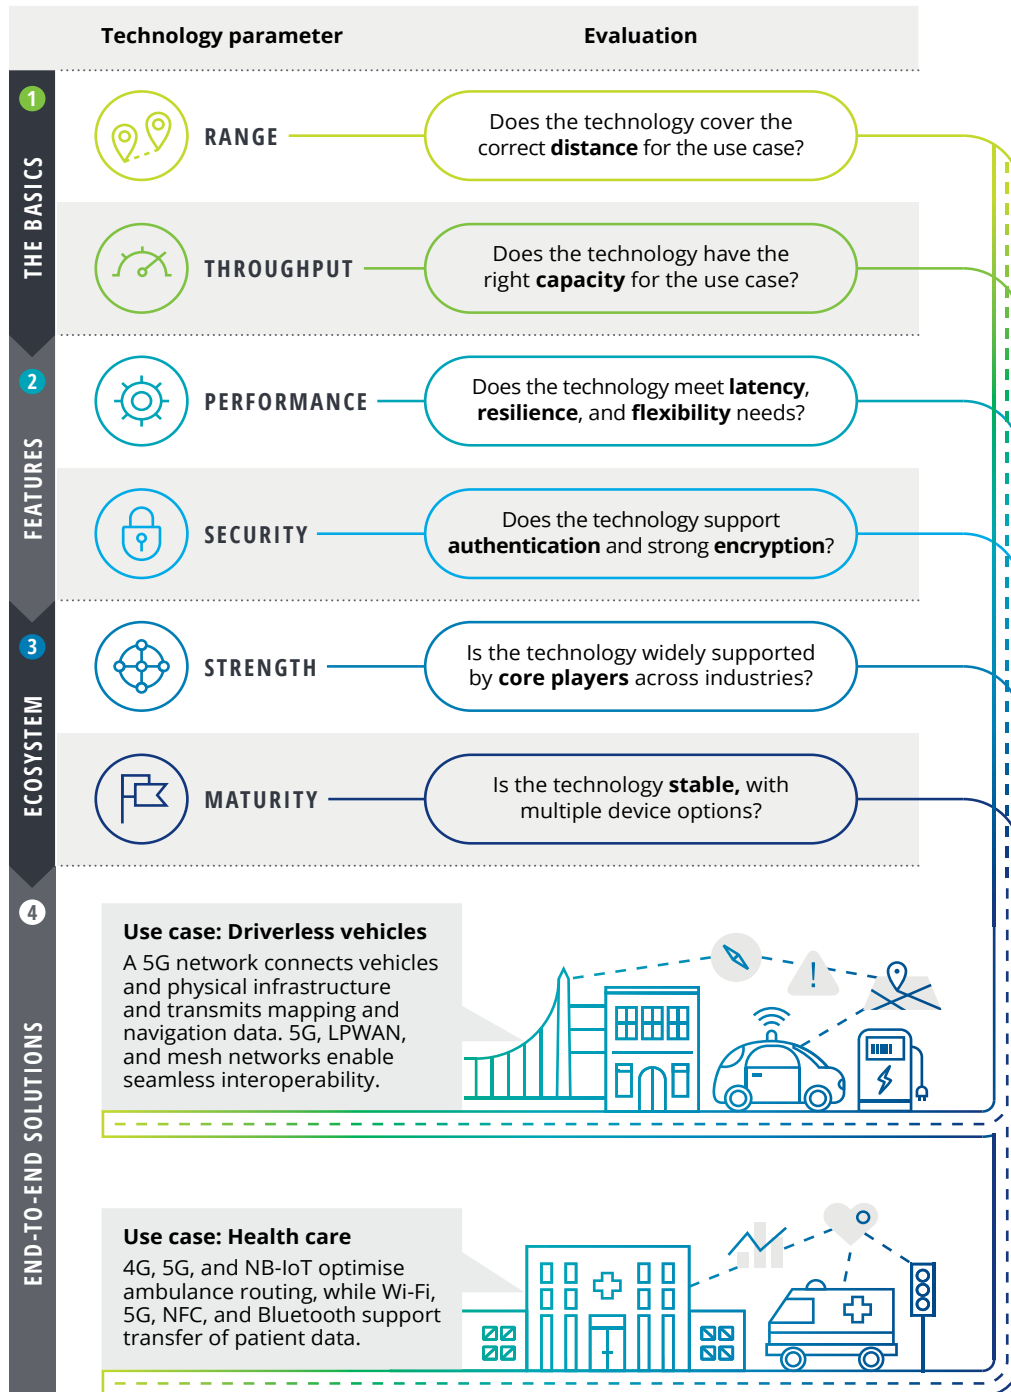 Technology parameter
Evaluation
1
THE BASICS
RANGE
Does the technology cover the
correct distance for the use case?
THROUGHPUT
Does the technology have the
right capacity for the use case?
2
FEATURES
PERFORMANCE
Does the technology meet latency,
resilience, and flexibility needs?
SECURITY
Does the technology support
authentication and strong encryption?
3
ECOSYSTEM
STRENGTH
Is the technology widely supported
by core players across industries?
MATURITY
Is the technology stable, with
multiple device options?
4
END-TO-END SOLUTIONS
Use case: Driverless vehicles
A 5G network connects vehicles
and physical infrastructure
and transmits mapping and
navigation data. 5G, LPWAN,
and mesh networks enable
seamless interoperability.
!
Use case: Health care
4G, 5G, and NB-IoT optimise
ambulance routing, while Wi-Fi,
5G, NFC, and Bluetooth support
transfer of patient data.